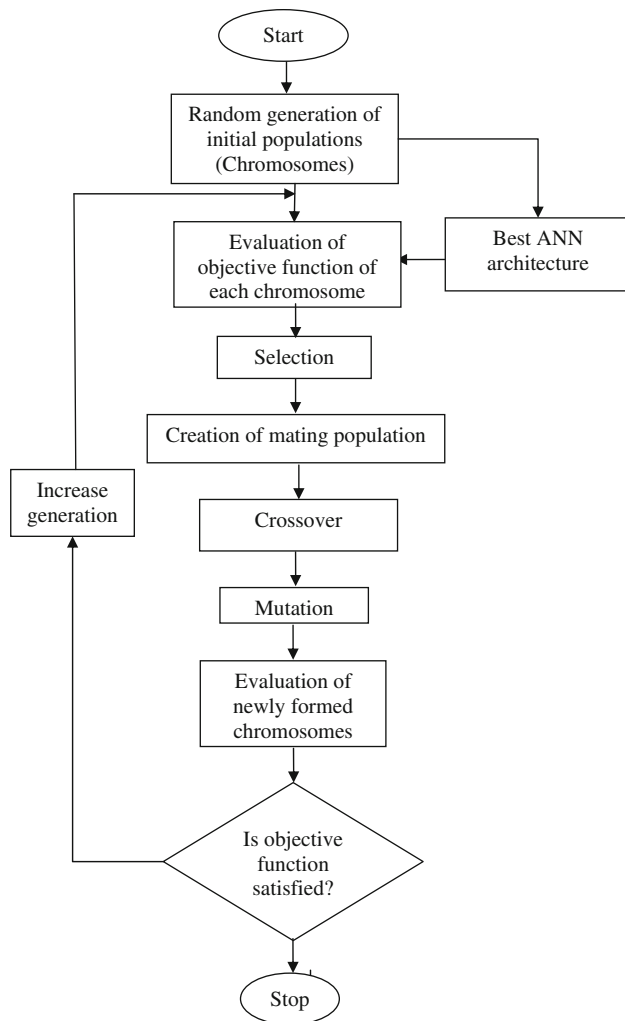 Start
Random generation of
initial populations
(Chromosomes)
Best ANN
architecture
Evaluation of
objective function of
each chromosome
Selection
Creation of mating population
Increase
generation
Crossover
Mutation
Evaluation of
newly formed
chromosomes
Is objective
function
satisfied?
Stop